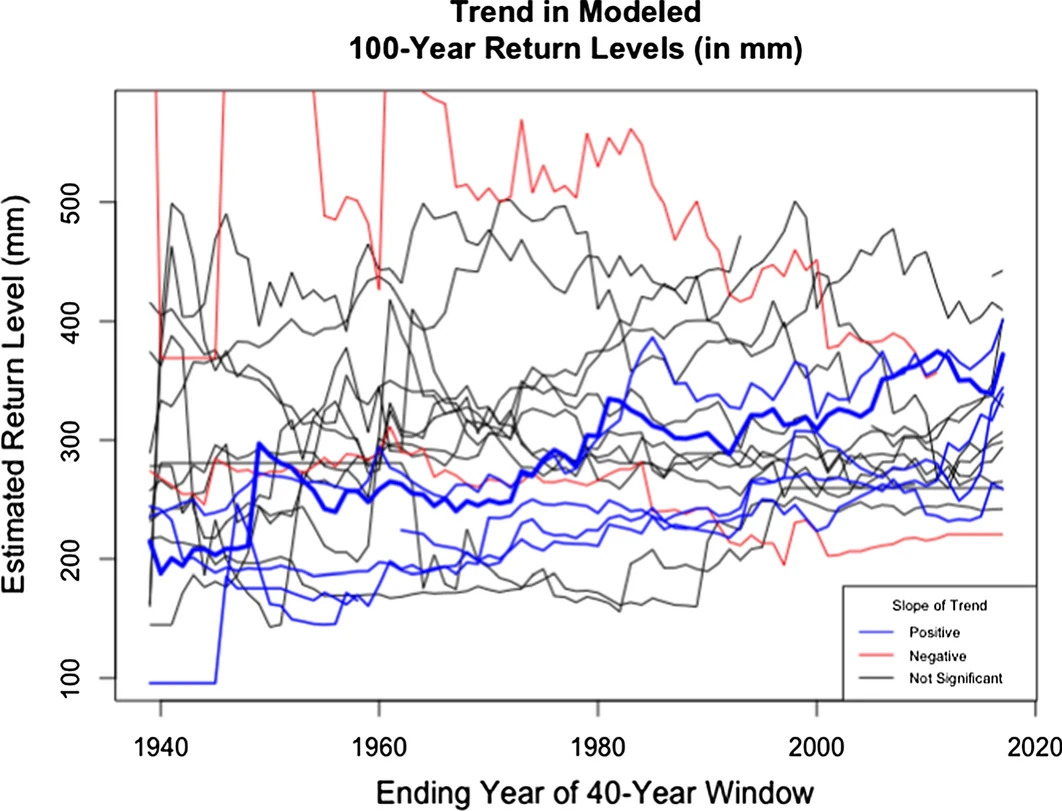 Trend in Modeled
100-Year Return Levels (in mm)
Estimated Return Level (mm)
500
400
300
200
100
Slope of Trend
Positive
Negative
Not Significant
1940
1960
1980
2000
2020
Ending Year of 40-Year Window